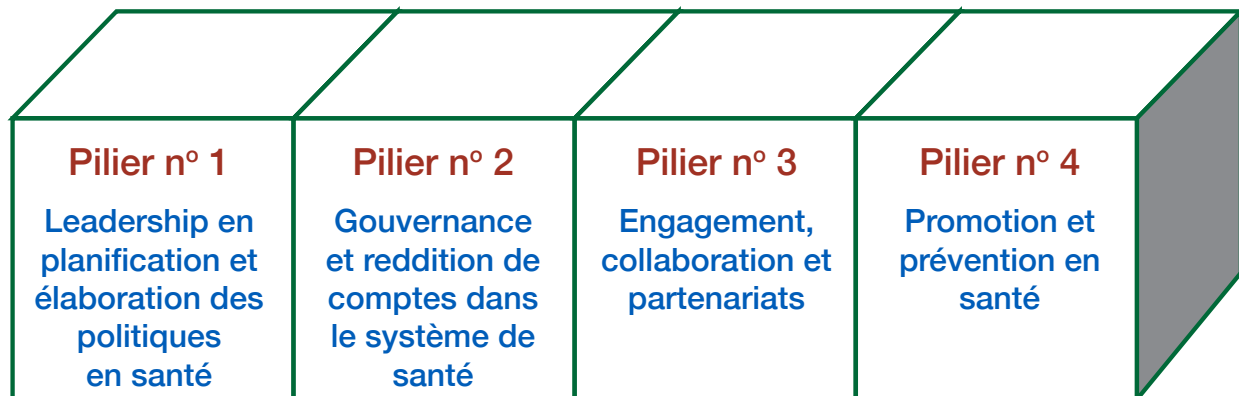 Pilier nº 1
Leadership en
planification et
élaboration des
politiques
en santé
Pilier nº 2
Gouvernance
et reddition de
comptes dans
le système de
santé
Pilier nº 3
Engagement,
collaboration et
partenariats
Pilier nº 4
Promotion et
prévention en
santé